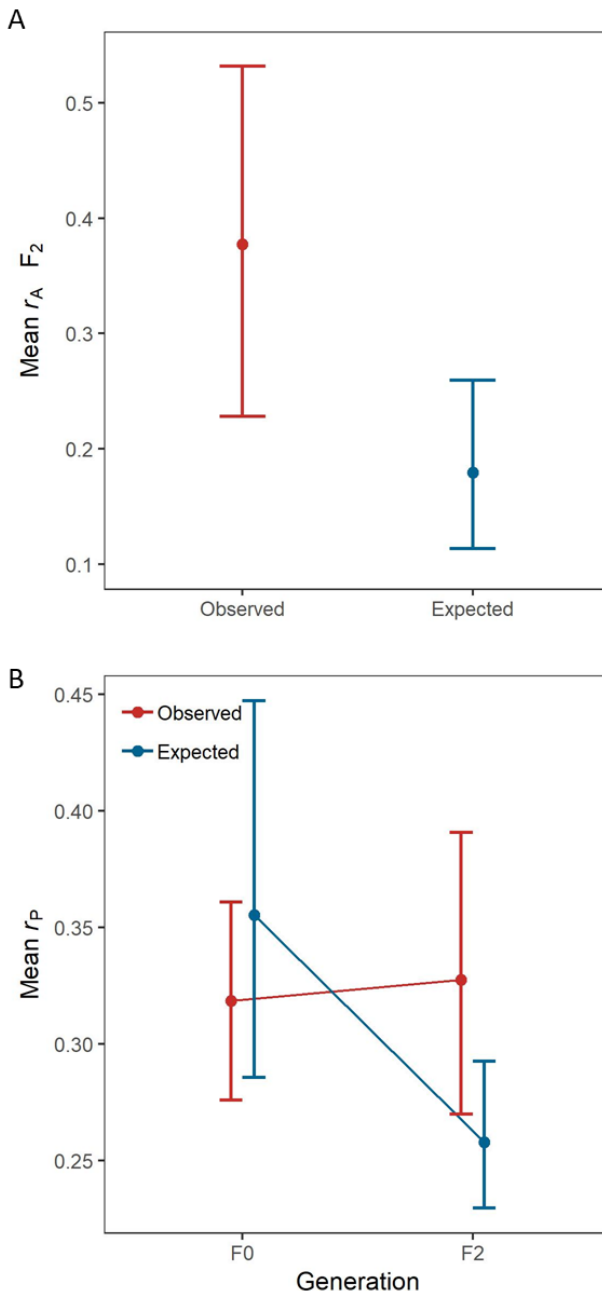 A
Mean rA F2
0.5
0.4
0.3
0.2
0.1
Observed Expected
B
Mean rP
0.45
0.40
0.35
0.30
0.25
Observed
Expected
F0 F2
Generation